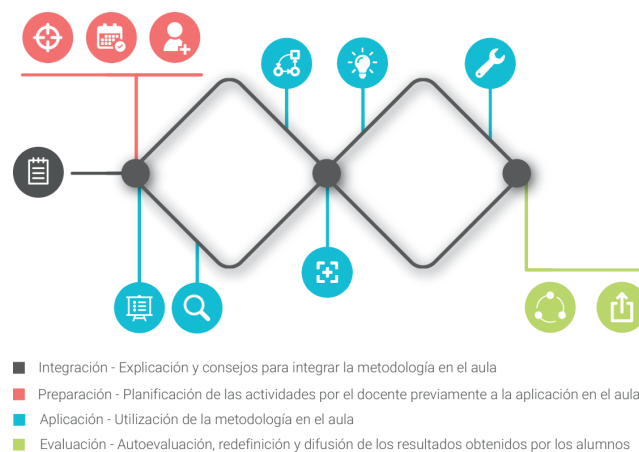 Integración - Explicación y consejos para integrar la metodología en el aula
Preparación - Planificación de las actividades por el docente previamente a la aplicación en el aula
Aplicación - Utilización de la metodología en el aula
Evaluación - Autoevaluación, redefinición y difusión de los resultados obtenidos por los alumnos